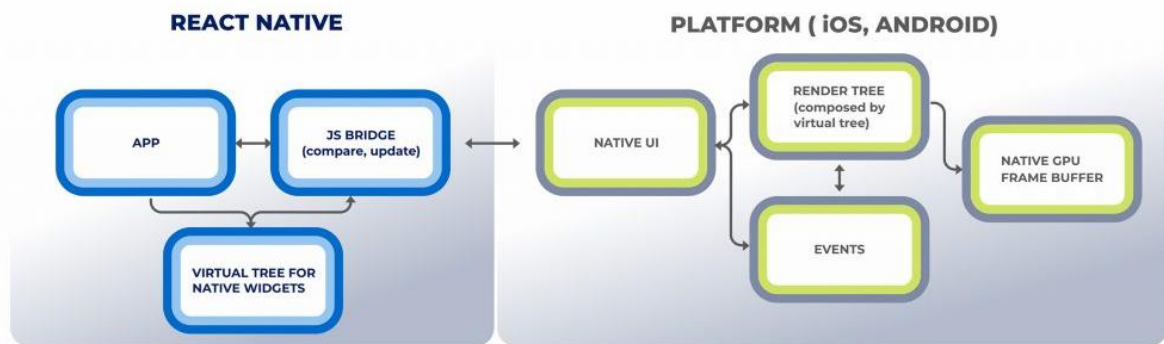 REACT NATIVE
PLATFORM ( iOS, ANDROID)
APP
JS BRIDGE
(compare, update)
VIRTUAL TREE FOR
NATIVE WIDGETS
NATIVE UI
RENDER TREE
(composed by
virtual tree)
EVENTS
NATIVE GPU
FRAME BUFFER